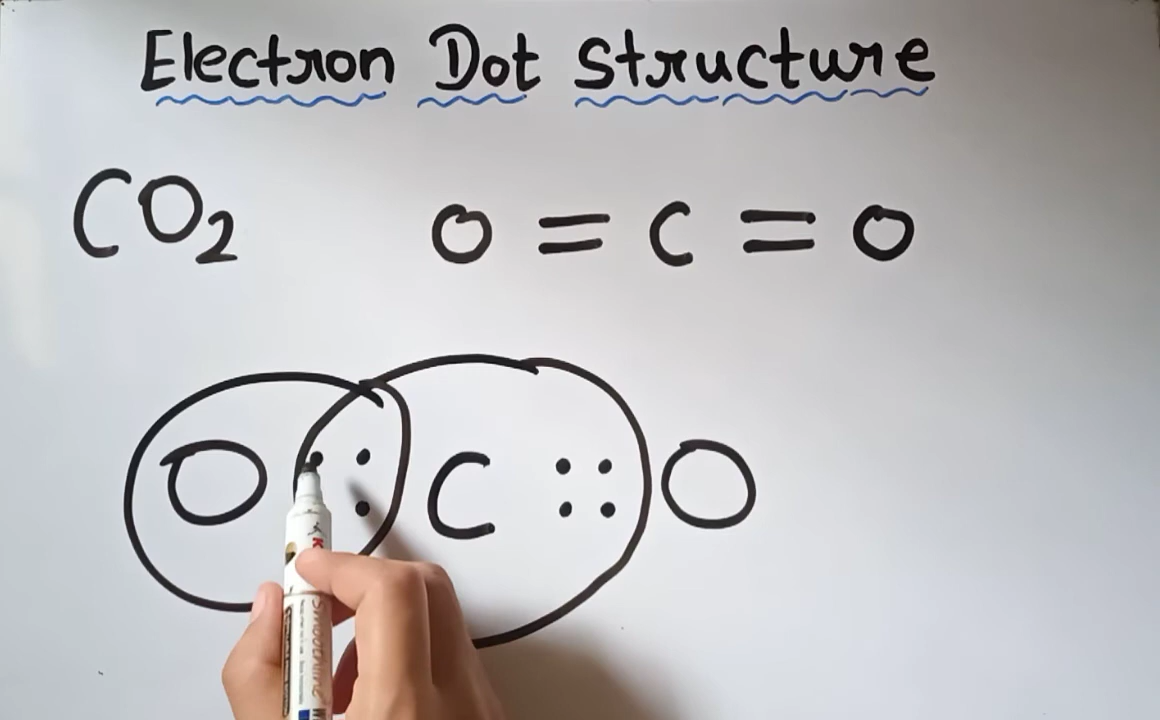 Electron Dot Structure
CO₂ O = C = O
O :: C :: O